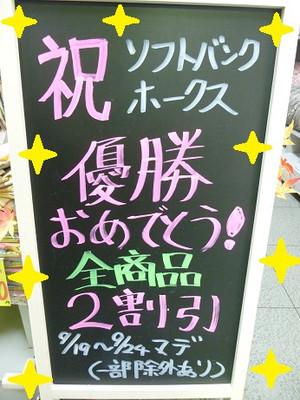 祝 ソフトバンク
ホークス
優勝
おめでとう!
全商品
2割引
9/19～9/24マデ
(一部除外あり)